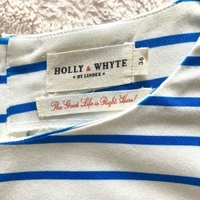 HOLLY & WHYTE
BY LINDEX
36
The Good Life is Right Here!